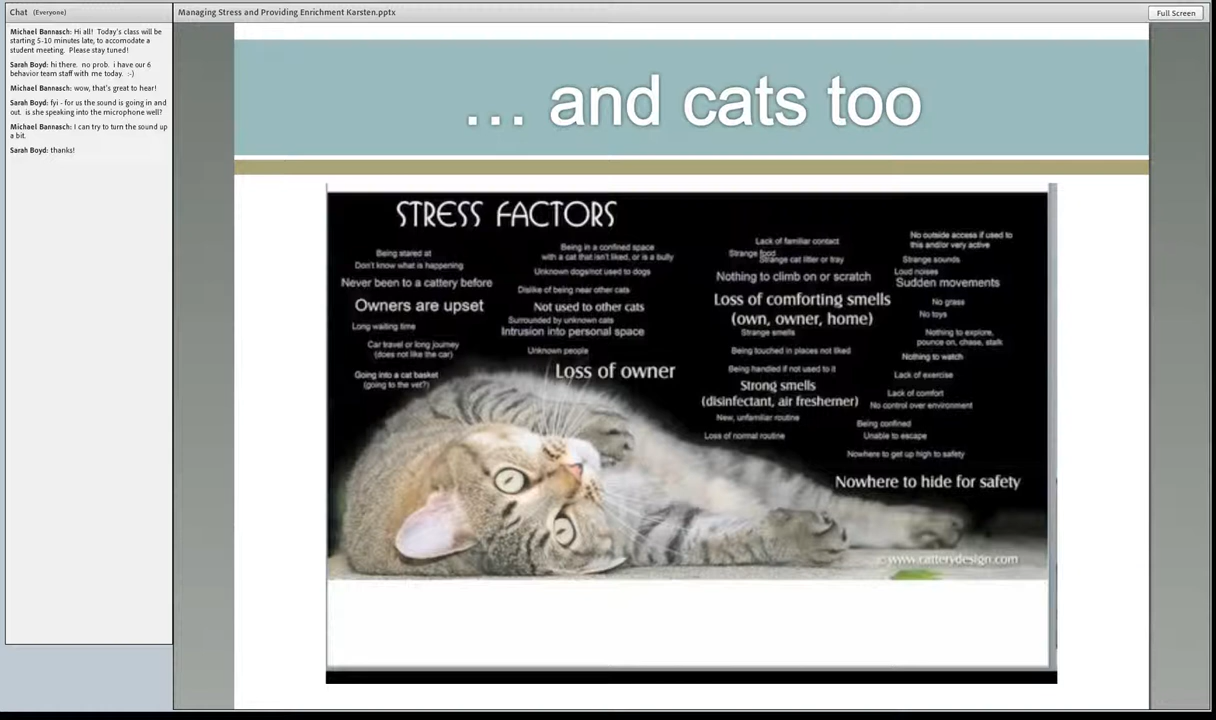 Chat (Everyone)
Michael Bannasch: Hi all! Today's class will be
starting 5-10 minutes late, to accomodate a
student meeting. Please stay tuned!
Sarah Boyd: hi there. no prob. i have our 6
behavior team staff with me today. :-)
Michael Bannasch: wow, that's great to hear!
Sarah Boyd: fyi - for us the sound is going in and
out. is she speaking into the microphone well?
Michael Bannasch: I can try to turn the sound up
a bit.
Sarah Boyd: thanks!
Managing Stress and Providing Enrichment Karsten.pptx
Full Screen
... and cats too
STRESS FACTORS
Being stared at
Don't know what is happening
Never been to a cattery before
Owners are upset
Long waiting time
Car travel or long journey
(does not like the car)
Going into a cat basket
(going to the vet?)
Being in a confined space
with a cat that isn't liked, or is a bully
Unknown dogs/not used to dogs
Dislike of being near other cats
Not used to other cats
Surrounded by unknown cats
Intrusion into personal space
Unknown people
Loss of owner
Lack of familiar contact
Strange food
Strange cat litter or tray
Nothing to climb on or scratch
Loss of comforting smells
(own, owner, home)
Strange smells
Being touched in places not liked
Being handled if not used to it
Strong smells
(disinfectant, air freshener)
New, unfamiliar routine
Loss of normal routine
No outside access if used to
this and/or very active
Strange sounds
Loud noises
Sudden movements
No grass
No toys
Nothing to explore,
pounce on, chase, stalk
Nothing to watch
Lack of exercise
Lack of comfort
No control over environment
Being confined
Unable to escape
Nowhere to get up high to safety
Nowhere to hide for safety
© www.catterydesign.com